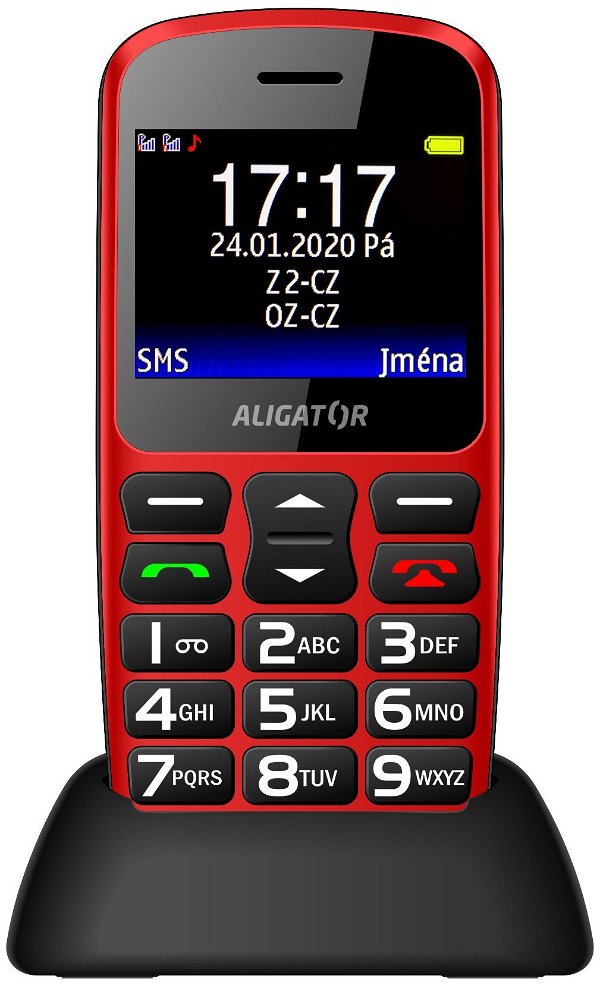 17:17
24.01.2020 Pá
Z2-CZ
OZ-CZ
SMS Jména
ALIGATOR
1 2ABC 3DEF
4GHI 5JKL 6MNO
7PQRS 8TUV 9WXYZ